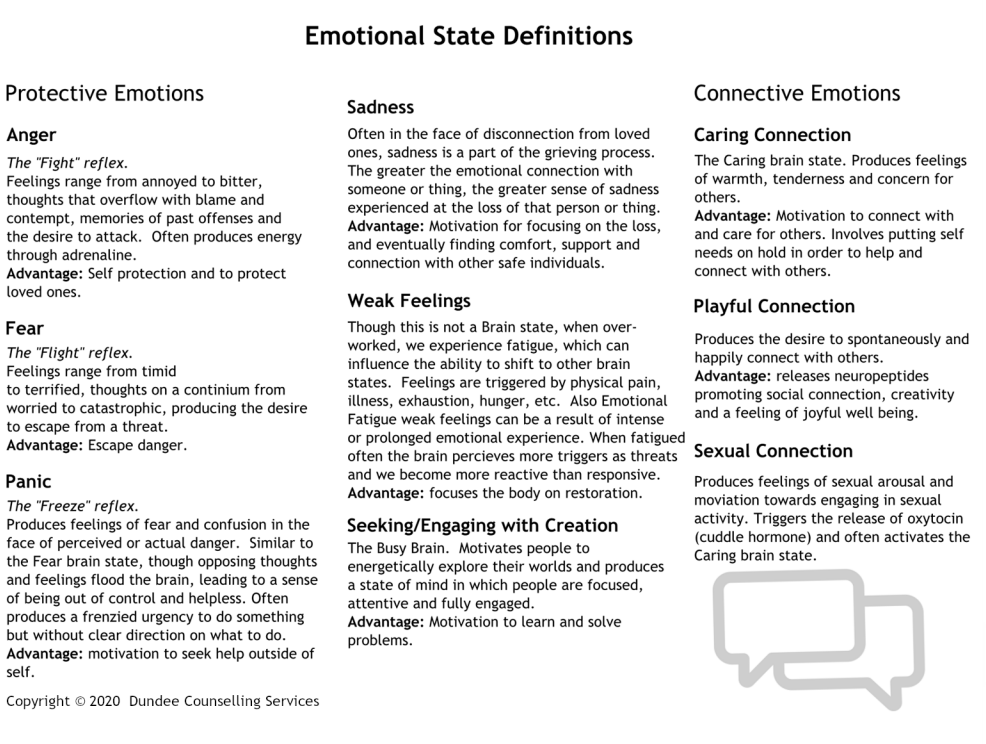 Emotional State Definitions
Protective Emotions
Anger
The "Fight" reflex.
Feelings range from annoyed to bitter,
thoughts that overflow with blame and
contempt, memories of past offenses and
the desire to attack.  Often produces energy
through adrenaline.
Advantage: Self protection and to protect
loved ones.
Fear
The "Flight" reflex.
Feelings range from timid
to terrified, thoughts on a continium from
worried to catastrophic, producing the desire
to escape from a threat.
Advantage: Escape danger.
Panic
The "Freeze" reflex.
Produces feelings of fear and confusion in the
face of perceived or actual danger.  Similar to
the Fear brain state, though opposing thoughts
and feelings flood the brain, leading to a sense
of being out of control and helpless. Often
produces a frenzied urgency to do something
but without clear direction on what to do.
Advantage: motivation to seek help outside of
self.
Copyright © 2020  Dundee Counselling Services
Sadness
Often in the face of disconnection from loved
ones, sadness is a part of the grieving process.
The greater the emotional connection with
someone or thing, the greater sense of sadness
experienced at the loss of that person or thing.
Advantage: Motivation for focusing on the loss,
and eventually finding comfort, support and
connection with other safe individuals.
Weak Feelings
Though this is not a Brain state, when over-
worked, we experience fatigue, which can
influence the ability to shift to other brain
states.  Feelings are triggered by physical pain,
illness, exhaustion, hunger, etc.  Also Emotional
Fatigue weak feelings can be a result of intense
or prolonged emotional experience. When fatigued
often the brain percieves more triggers as threats
and we become more reactive than responsive.
Advantage: focuses the body on restoration.
Seeking/Engaging with Creation
The Busy Brain.  Motivates people to
energetically explore their worlds and produces
a state of mind in which people are focused,
attentive and fully engaged.
Advantage: Motivation to learn and solve
problems.
Connective Emotions
Caring Connection
The Caring brain state. Produces feelings
of warmth, tenderness and concern for
others.
Advantage: Motivation to connect with
and care for others. Involves putting self
needs on hold in order to help and
connect with others.
Playful Connection
Produces the desire to spontaneously and
happily connect with others.
Advantage: releases neuropeptides
promoting social connection, creativity
and a feeling of joyful well being.
Sexual Connection
Produces feelings of sexual arousal and
moviation towards engaging in sexual
activity. Triggers the release of oxytocin
(cuddle hormone) and often activates the
Caring brain state.